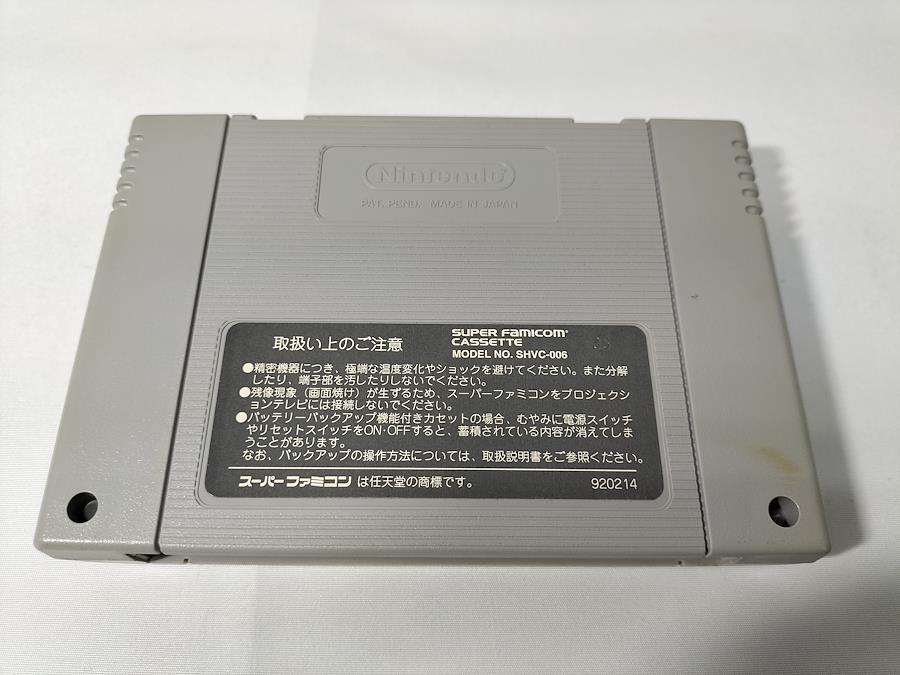 Nintendo®
PAT. PEND. MADE IN JAPAN
取扱い上のご注意
SUPER FAMICOM®
CASSETTE
MODEL NO. SHVC-006
●精密機器につき、極端な温度変化やショックを避けてください。また分解
したり、端子部を汚したりしないでください。
●残像現象（画面焼け）が生ずるため、スーパーファミコンをプロジェクシ
ョンテレビには接続しないでください。
●バッテリーバックアップ機能付きカセットの場合、むやみに電源スイッチ
やリセットスイッチをON·OFFすると、蓄積されている内容が消えてしま
うことがあります。
なお、バックアップの操作方法については、取扱説明書をご参照ください。
スーパーファミコン は任天堂の商標です。
920214